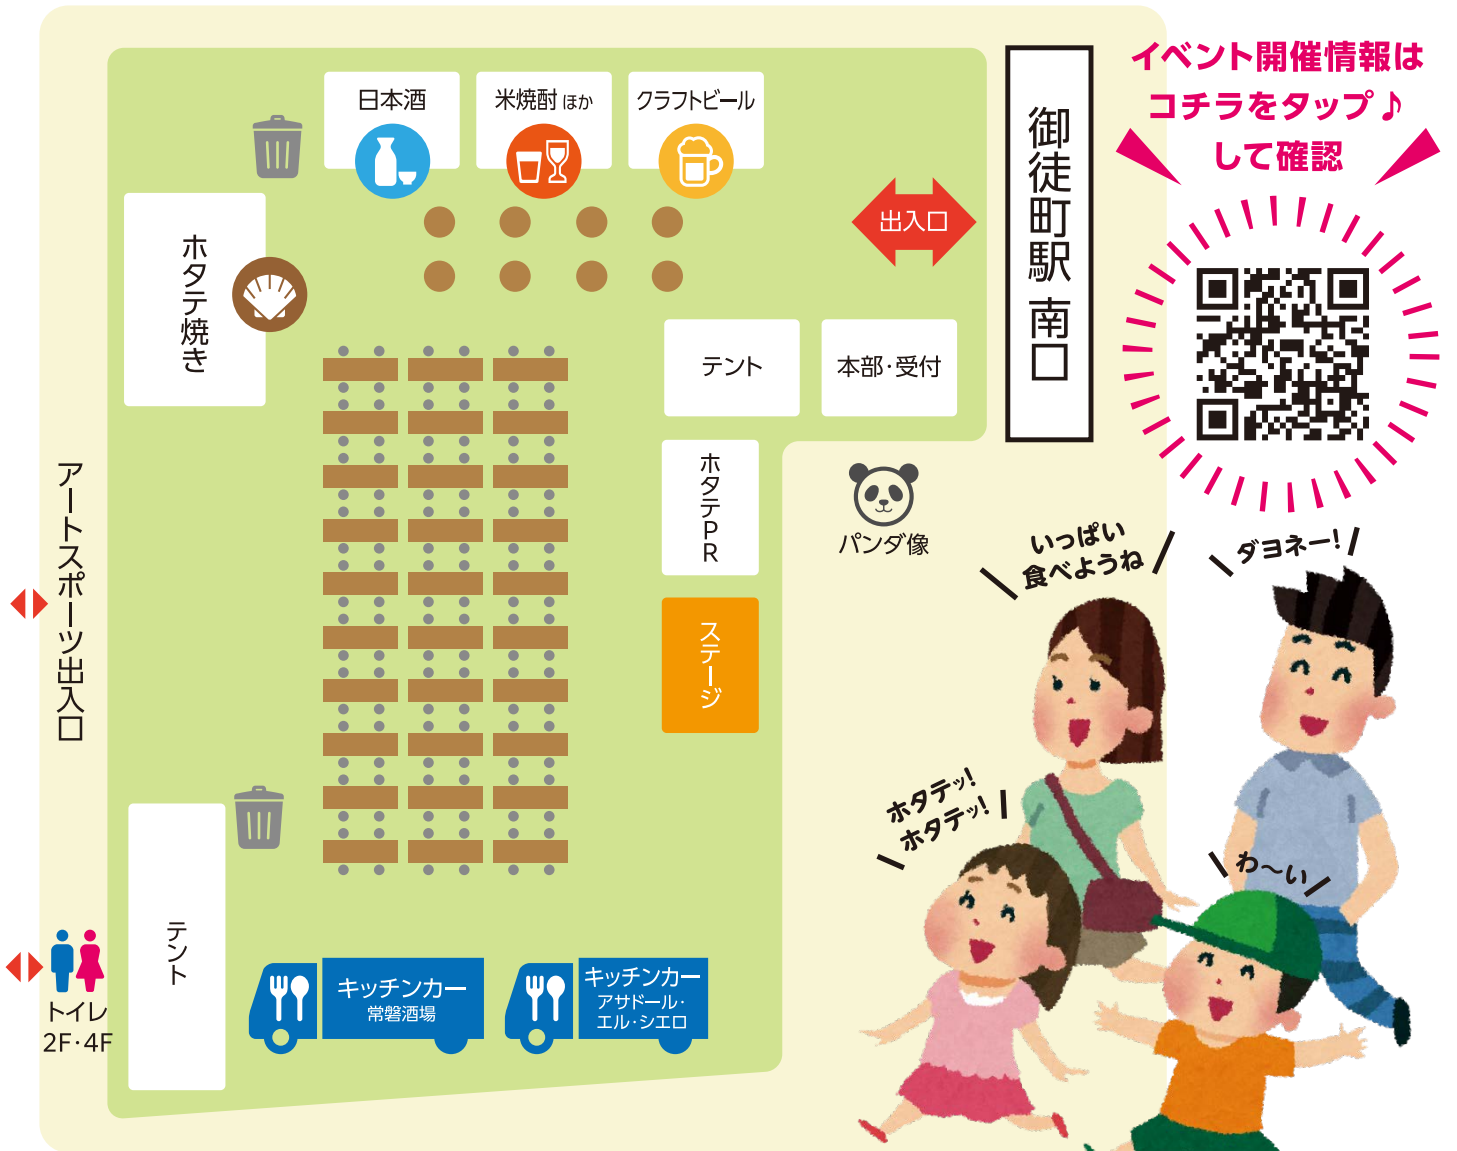 イベント開催情報は
コチラをタップ♪
して確認
日本酒
米焼酎 ほか
クラフトビール
出入口
御徒町駅 南口
ホタテ焼き
テント
本部・受付
ホタテPR
パンダ像
ステージ
アートスポーツ出入口
いっぱい
食べようね
ダヨネー!
ホタテッ!
ホタテッ!
わ～い
テント
トイレ
2F・4F
キッチンカー
常磐酒場
キッチンカー
アサドール・
エル・シエロ